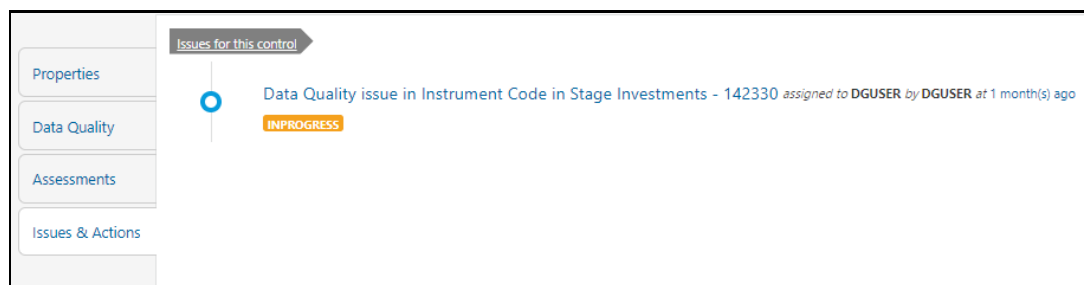 Issues for this control
Properties
Data Quality issue in Instrument Code in Stage Investments - 142330 assigned to DGUSER by DGUSER at 1 month(s) ago
INPROGRESS
Data Quality
Assessments
Issues & Actions